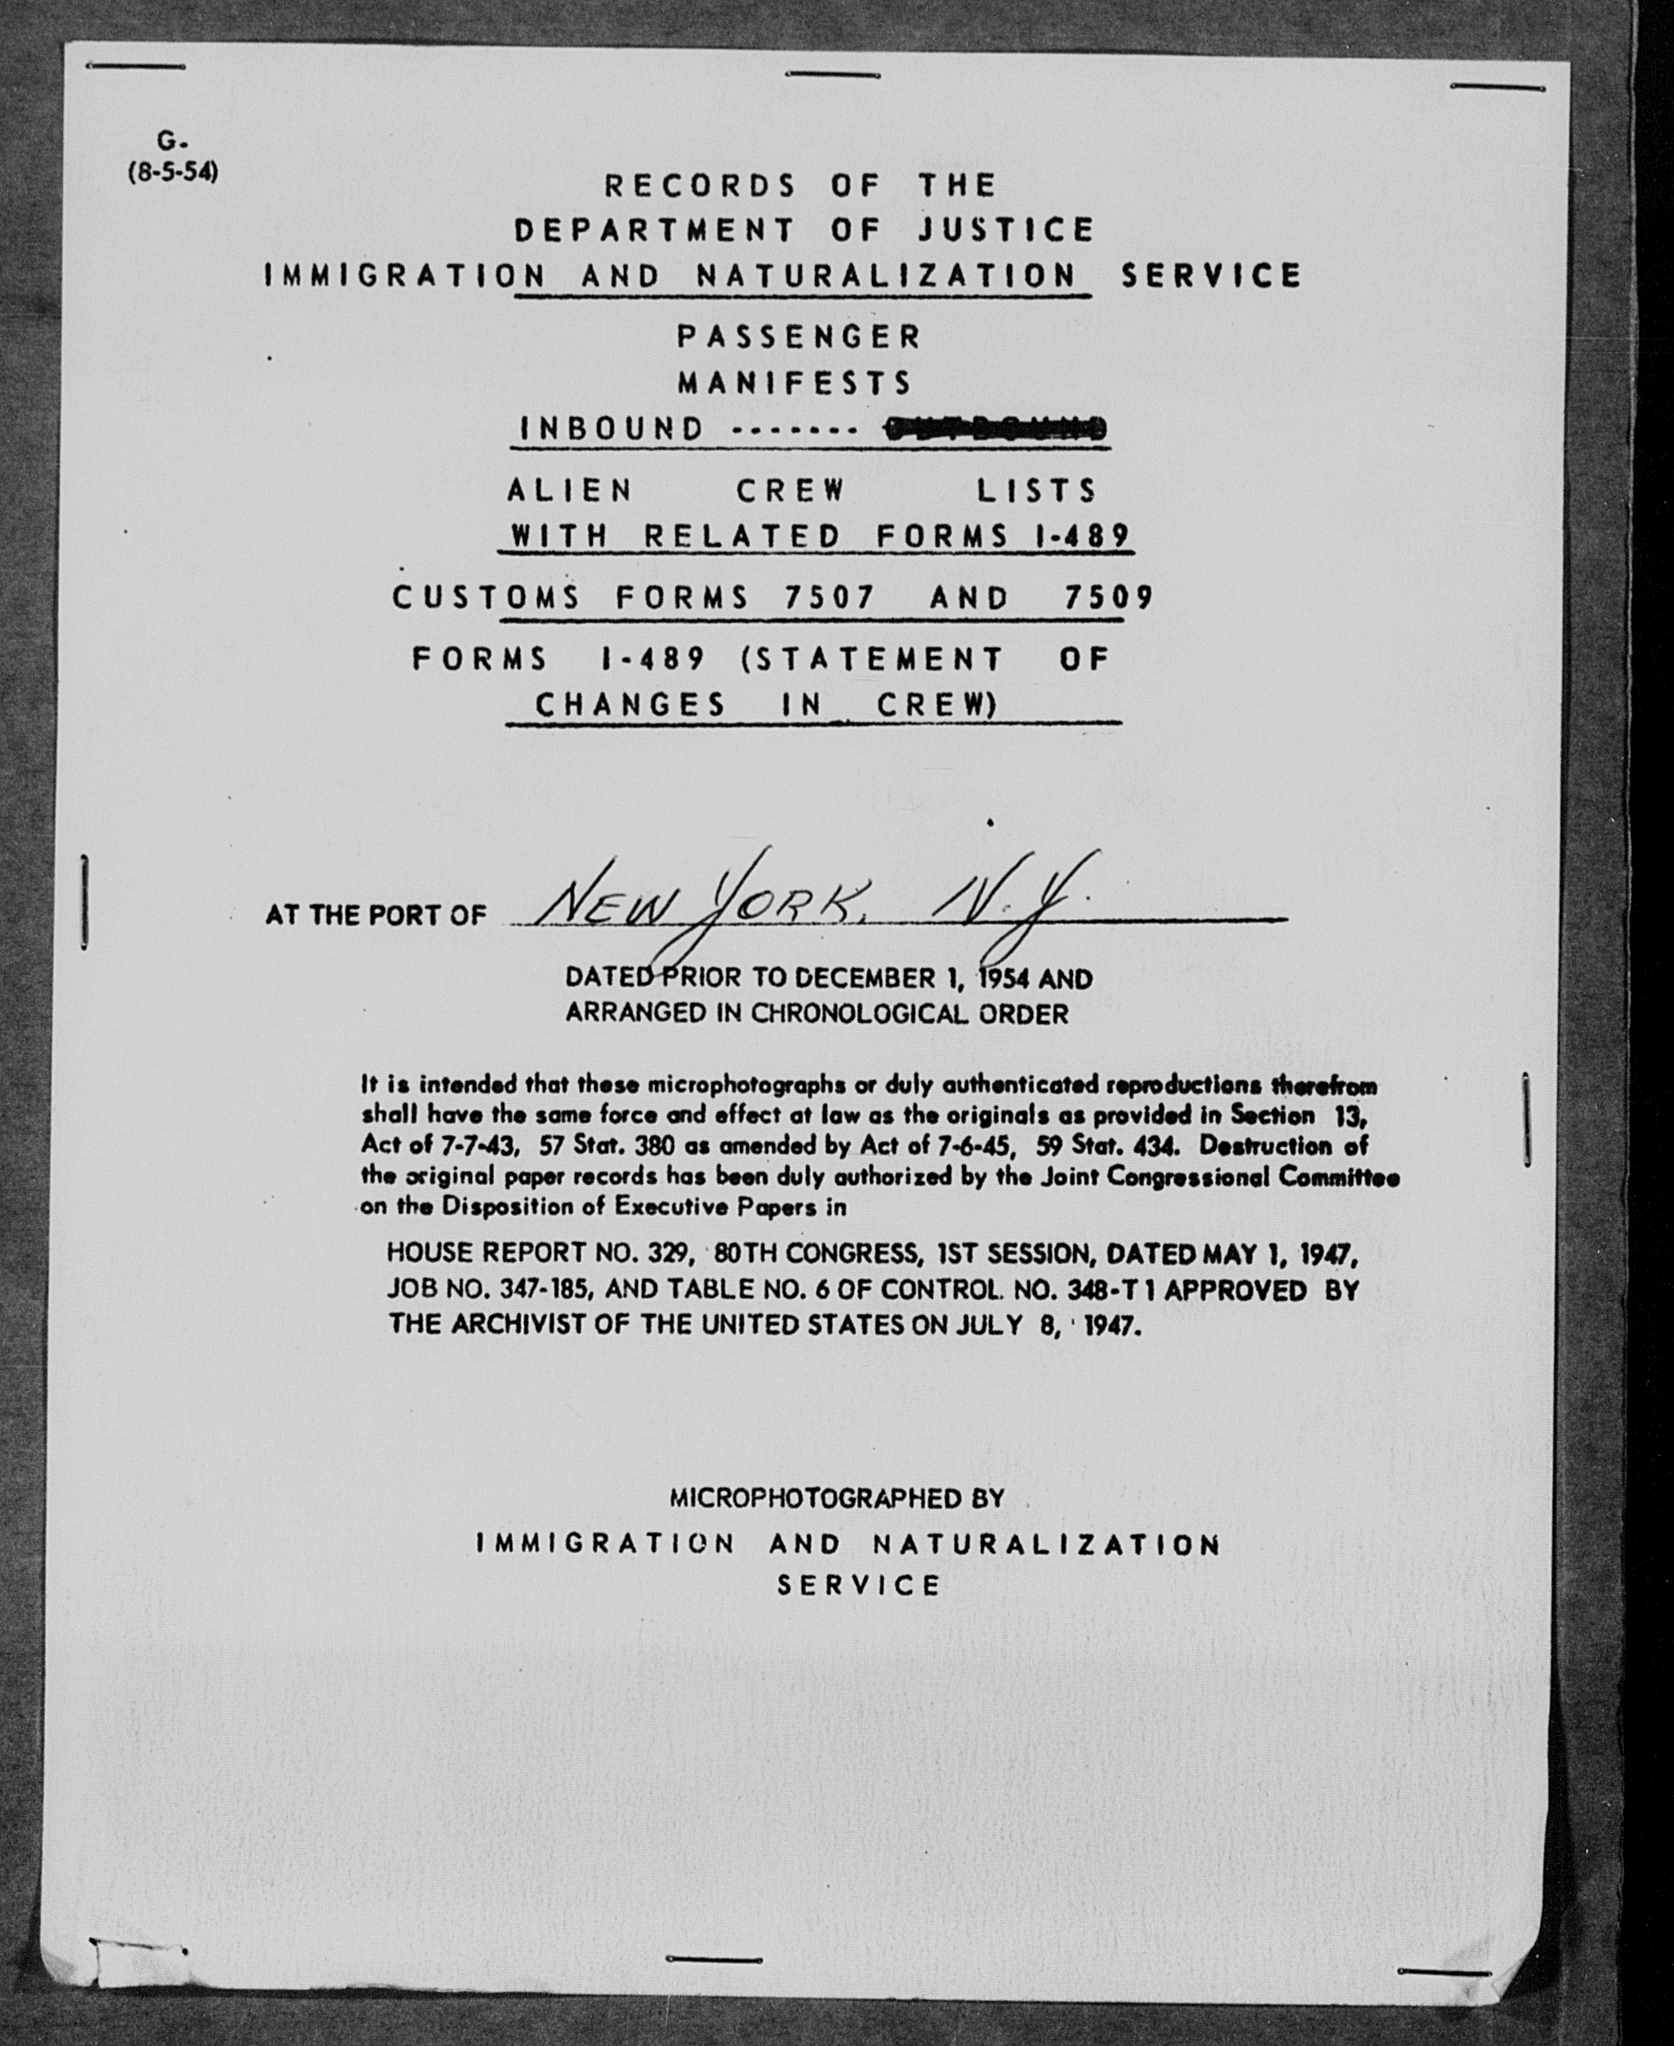 G.
(8-5-54)
RECORDS OF THE
DEPARTMENT OF JUSTICE
IMMIGRATION AND NATURALIZATION SERVICE
PASSENGER
MANIFESTS
INBOUND ------- OUTBOUND
ALIEN CREW LISTS
WITH RELATED FORMS I-489
CUSTOMS FORMS 7507 AND 7509
FORMS I-489 (STATEMENT OF
CHANGES IN CREW)
AT THE PORT OF NEW YORK, N.Y.
DATED PRIOR TO DECEMBER 1, 1954 AND
ARRANGED IN CHRONOLOGICAL ORDER
It is intended that these microphotographs or duly authenticated reproductions therefrom
shall have the same force and effect at law as the originals as provided in Section 13,
Act of 7-7-43, 57 Stat. 380 as amended by Act of 7-6-45, 59 Stat. 434. Destruction of
the original paper records has been duly authorized by the Joint Congressional Committee
on the Disposition of Executive Papers in
HOUSE REPORT NO. 329, 80TH CONGRESS, 1ST SESSION, DATED MAY 1, 1947,
JOB NO. 347-185, AND TABLE NO. 6 OF CONTROL NO. 348-T1 APPROVED BY
THE ARCHIVIST OF THE UNITED STATES ON JULY 8, 1947.
MICROPHOTOGRAPHED BY
IMMIGRATION AND NATURALIZATION
SERVICE